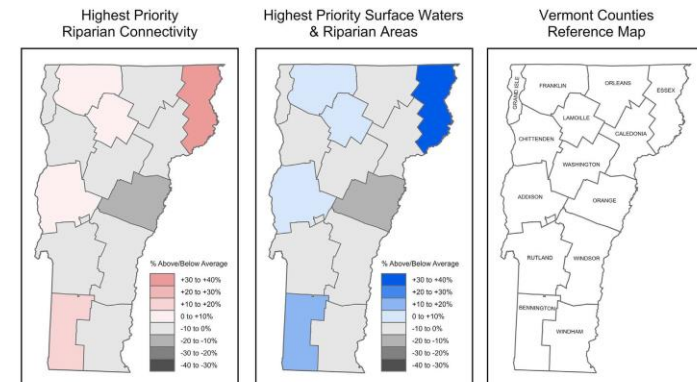 Highest Priority
Riparian Connectivity
% Above/Below Average
+30 to +40%
+20 to +30%
+10 to +20%
0 to +10%
-10 to 0%
-20 to -10%
-30 to -20%
-40 to -30%
Highest Priority Surface Waters
& Riparian Areas
% Above/Below Average
+30 to +40%
+20 to +30%
+10 to +20%
0 to +10%
-10 to 0%
-20 to -10%
-30 to -20%
-40 to -30%
Vermont Counties
Reference Map
GRAND ISLE
FRANKLIN
ORLEANS
ESSEX
LAMOILLE
CHITTENDEN
CALEDONIA
WASHINGTON
ADDISON
ORANGE
RUTLAND
WINDSOR
BENNINGTON
WINDHAM